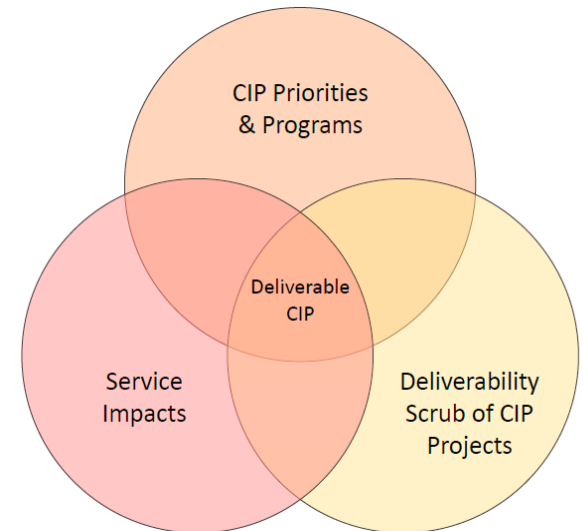 CIP Priorities
& Programs
Deliverable
CIP
Service
Impacts
Deliverability
Scrub of CIP
Projects